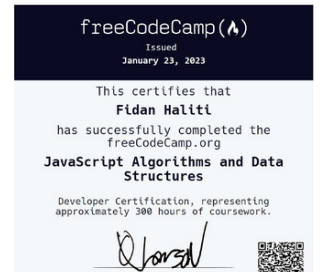 freeCodeCamp(🔥)
Issued
January 23, 2023
This certifies that
Fidan Haliti
has successfully completed the
freeCodeCamp.org
JavaScript Algorithms and Data
Structures
Developer Certification, representing
approximately 300 hours of coursework.